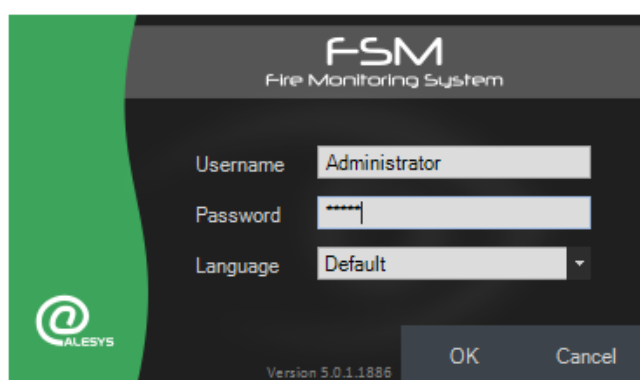 FSM
Fire Monitoring System
Username Administrator
Password *****
Language Default
@
ALESYS
OK Cancel
Version 5.0.1.1886